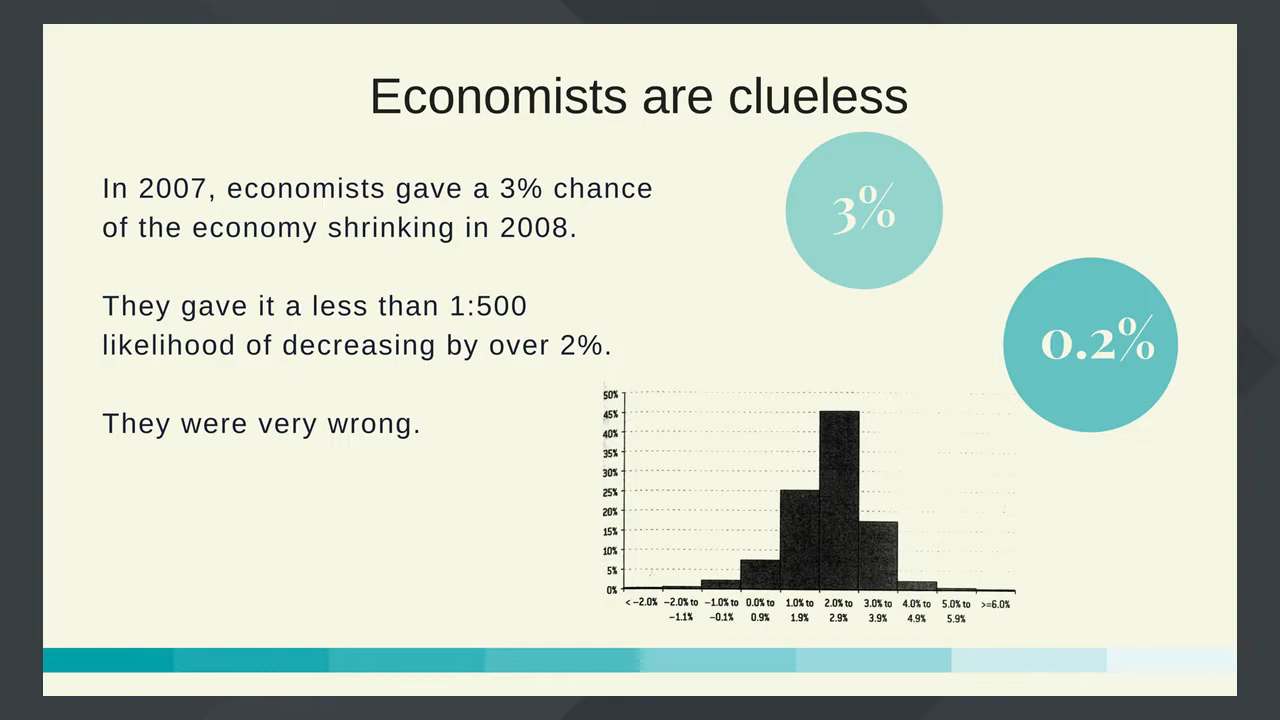 Economists are clueless
In 2007, economists gave a 3% chance
of the economy shrinking in 2008.
They gave it a less than 1:500
likelihood of decreasing by over 2%.
They were very wrong.
3%
0.2%
50%
45%
40%
35%
30%
25%
20%
15%
10%
5%
0%
< −2.0% −2.0% to −1.0% to 0.0% to 1.0% to 2.0% to 3.0% to 4.0% to 5.0% to >=6.0%
−1.1% −0.1% 0.9% 1.9% 2.9% 3.9% 4.9% 5.9%